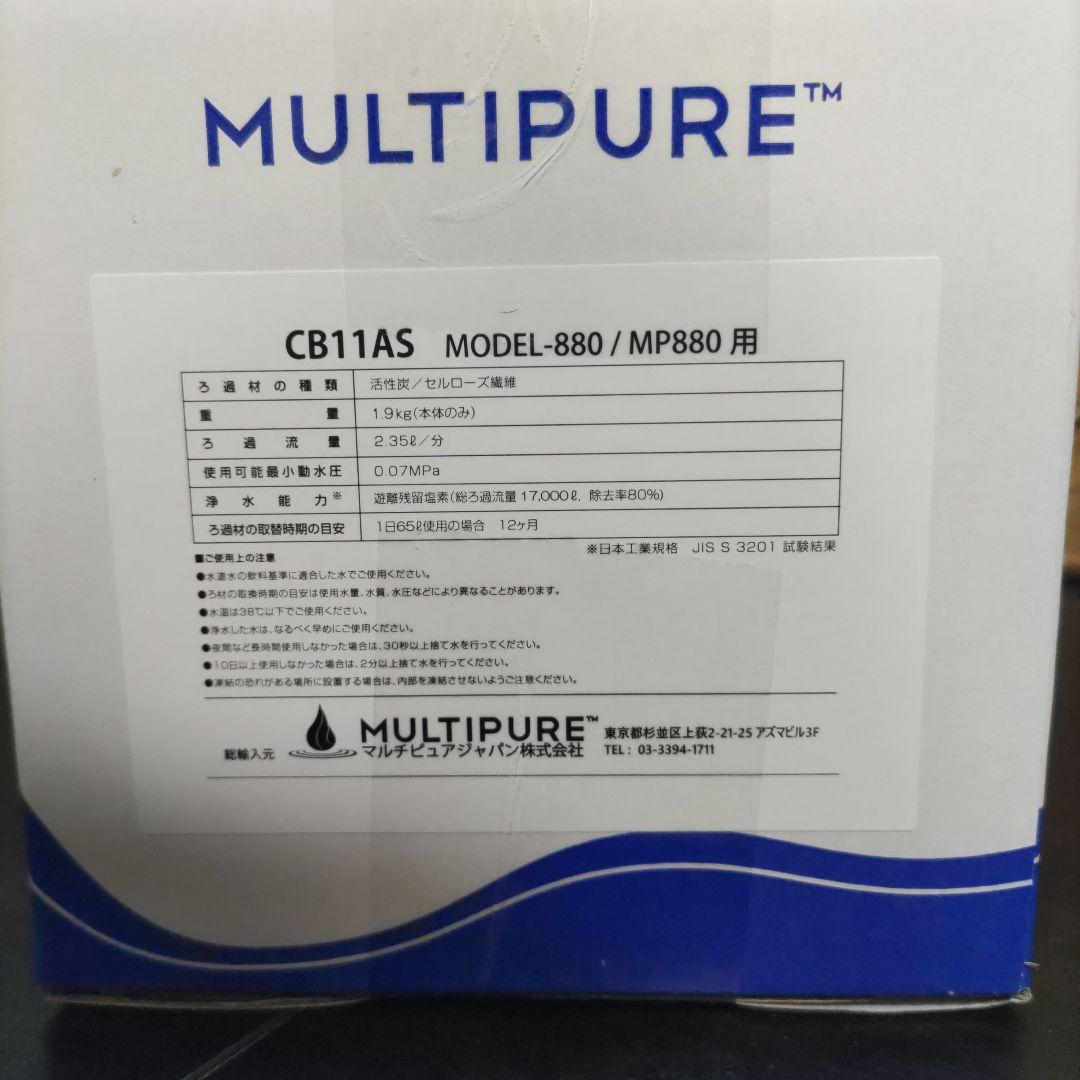 MULTIPURE™
CB11AS MODEL-880 / MP880 用
ろ過材の種類 活性炭／セルローズ繊維
重量 1.9kg(本体のみ)
ろ過流量 2.35ℓ／分
使用可能最小動水圧 0.07MPa
浄水能力※ 遊離残留塩素(総ろ過流量17,000ℓ, 除去率80%)
ろ過材の取替時期の目安 1日65ℓ使用の場合 12ヶ月
※日本工業規格 JIS S 3201 試験結果
■ご使用上の注意
●水道水の飲料基準に適合した水でご使用ください。
●ろ材の取換時期の目安は使用水量、水質、水圧などにより異なることがあります。
●水温は38℃以下でご使用ください。
●浄水した水は、なるべく早めにご使用ください。
●夜間など長時間使用しなかった場合は、30秒以上捨て水を行ってください。
●10日以上使用しなかった場合は、2分以上捨て水を行ってください。
●凍結の恐れがある場所に設置する場合は、内部を凍結させないようご注意ください。
MULTIPURE™ 東京都杉並区上荻2-21-25 アズマビル3F
総輸入元 マルチピュアジャパン株式会社 TEL : 03-3394-1711